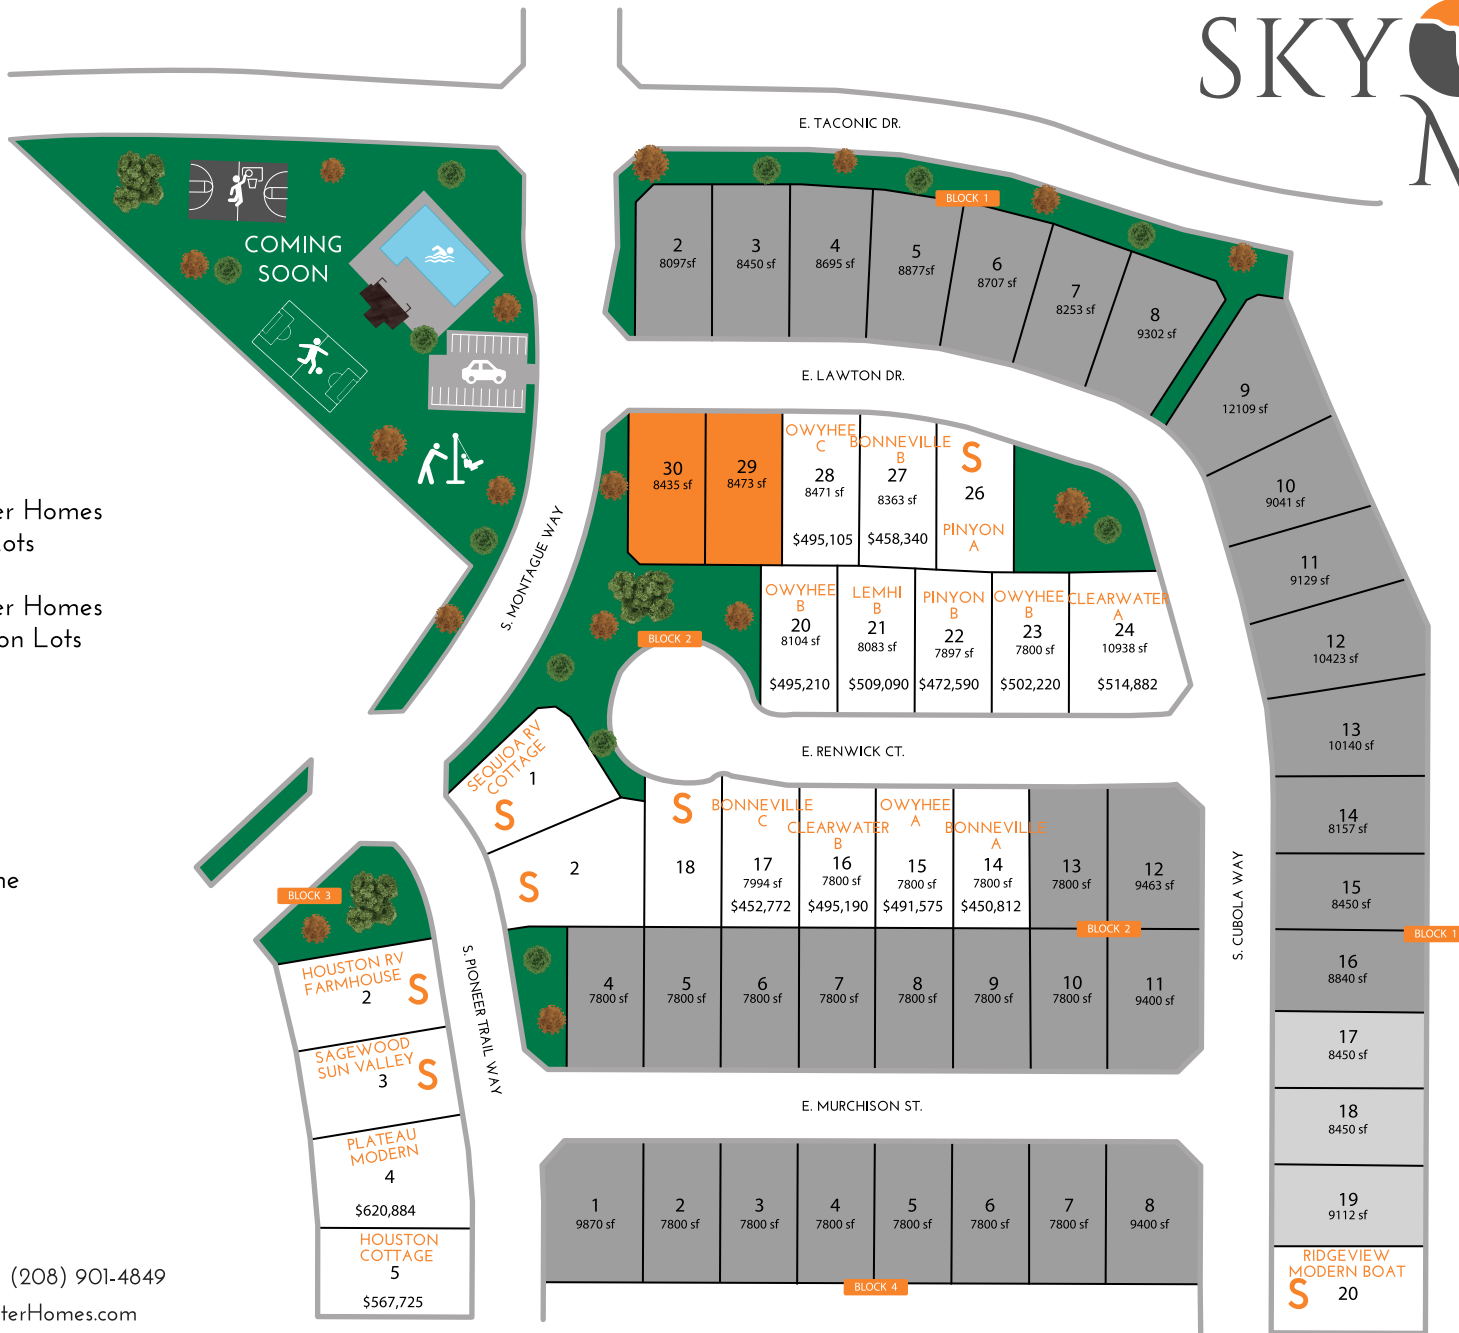 SKY
E. TACONIC DR.
BLOCK 1
COMING
SOON
2
8097sf
3
8450 sf
4
8695 sf
5
8877sf
6
8707 sf
7
8253 sf
8
9302 sf
9
12109 sf
10
9041 sf
11
9129 sf
12
10423 sf
13
10140 sf
14
8157 sf
15
8450 sf
BLOCK 1
16
8840 sf
17
8450 sf
18
8450 sf
19
9112 sf
RIDGEVIEW
MODERN BOAT
S
20
E. LAWTON DR.
30
8435 sf
29
8473 sf
OWYHEE
C
28
8471 sf
$495,105
BONNEVILLE
B
27
8363 sf
$458,340
S
26
PINYON
A
S. MONTAGUE WAY
BLOCK 2
OWYHEE
B
20
8104 sf
$495,210
LEMHI
B
21
8083 sf
$509,090
PINYON
B
22
7897 sf
$472,590
OWYHEE
B
23
7800 sf
$502,220
CLEARWATER
A
24
10938 sf
$514,882
E. RENWICK CT.
SEQUIOA RV
COTTAGE
1
S
2
S
S
18
BONNEVILLE
C
17
7994 sf
$452,772
CLEARWATER
B
16
7800 sf
$495,190
OWYHEE
A
15
7800 sf
$491,575
BONNEVILLE
A
14
7800 sf
$450,812
13
7800 sf
12
9463 sf
BLOCK 2
S. CUBOLA WAY
4
7800 sf
5
7800 sf
6
7800 sf
7
7800 sf
8
7800 sf
9
7800 sf
10
7800 sf
11
9400 sf
S. PIONEER TRAIL WAY
BLOCK 3
HOUSTON RV
FARMHOUSE
2
S
SAGEWOOD
SUN VALLEY
3
S
PLATEAU
MODERN
4
$620,884
HOUSTON
COTTAGE
5
$567,725
E. MURCHISON ST.
1
9870 sf
2
7800 sf
3
7800 sf
4
7800 sf
5
7800 sf
6
7800 sf
7
7800 sf
8
9400 sf
BLOCK 4
er Homes
ots
er Homes
on Lots
ne
(208) 901-4849
terHomes.com